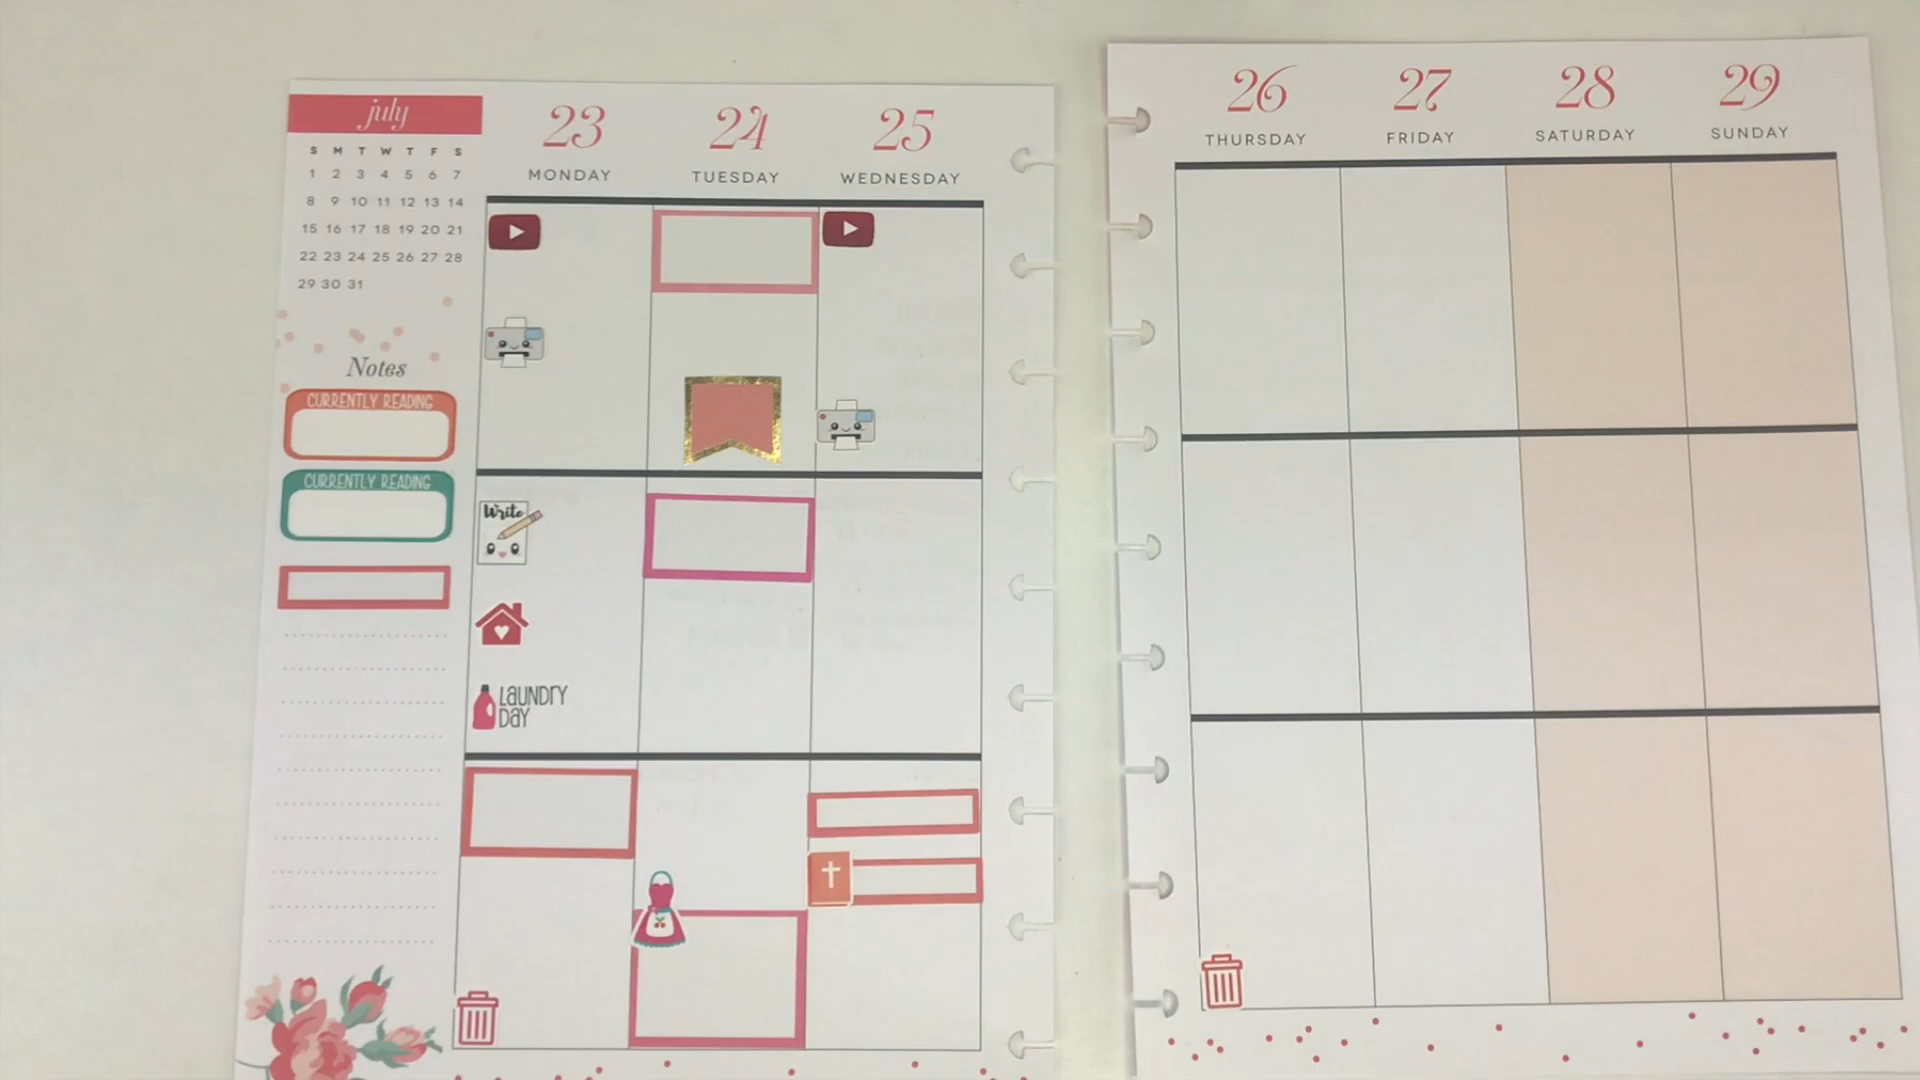 july
S M T W T F S
1 2 3 4 5 6 7
8 9 10 11 12 13 14
15 16 17 18 19 20 21
22 23 24 25 26 27 28
29 30 31
Notes
CURRENTLY READING
CURRENTLY READING
23 24 25
MONDAY TUESDAY WEDNESDAY
Write
LAUNDRY
DAY
26 27 28 29
THURSDAY FRIDAY SATURDAY SUNDAY